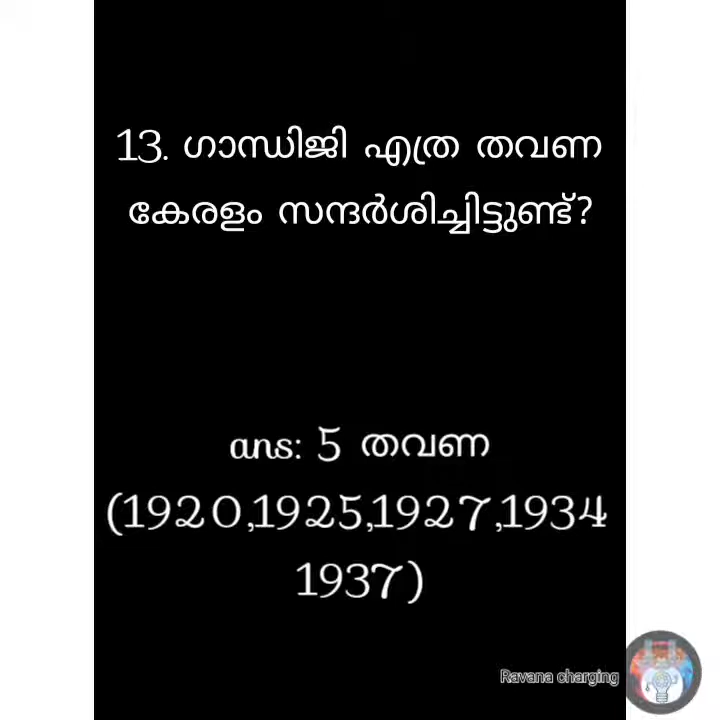 13. ഗാന്ധിജി എത്ര തവണ
കേരളം സന്ദർശിച്ചിട്ടുണ്ട്?
ans: 5 തവണ
(1920,1925,1927,1934
1937)
Ravana charging